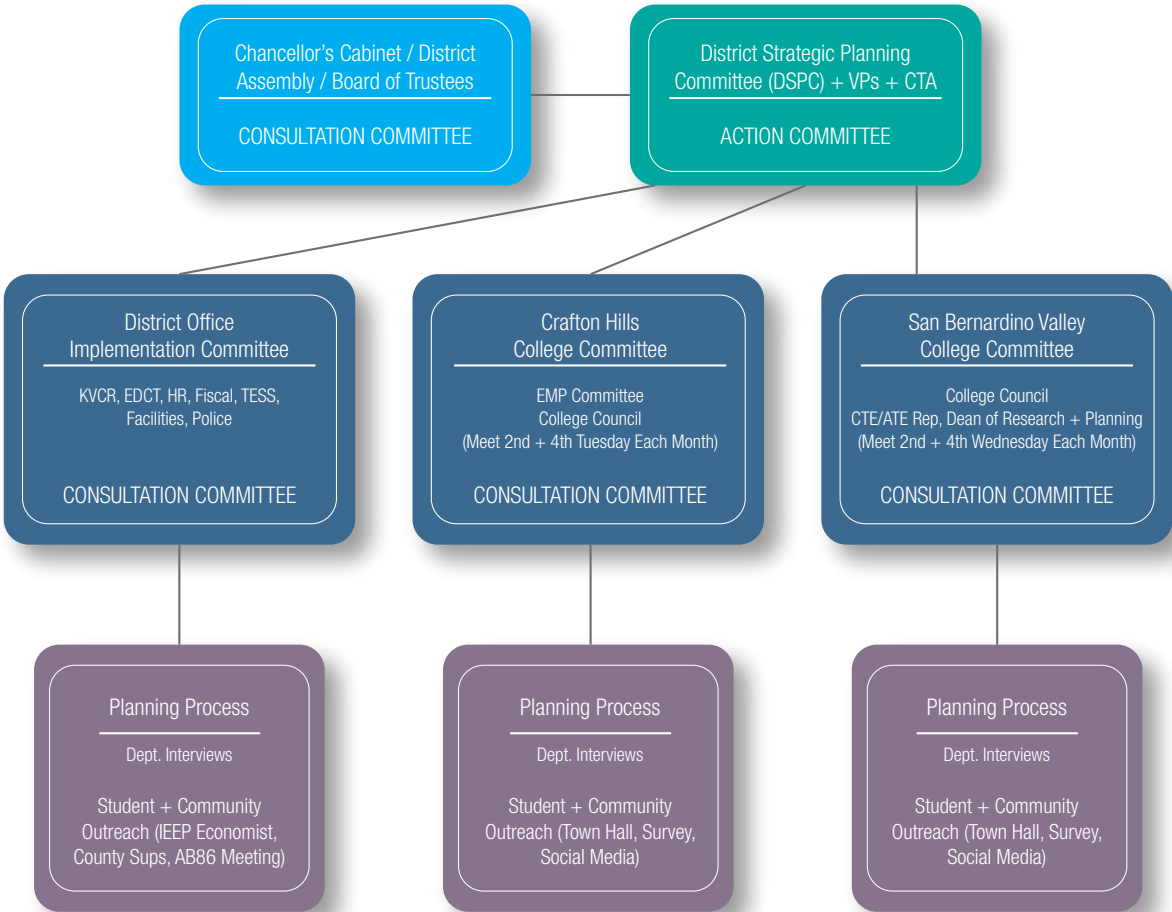 Chancellor's Cabinet / District
Assembly / Board of Trustees
CONSULTATION COMMITTEE
District Strategic Planning
Committee (DSPC) + VPs + CTA
ACTION COMMITTEE
District Office
Implementation Committee
KVCR, EDCT, HR, Fiscal, TESS,
Facilities, Police
CONSULTATION COMMITTEE
Crafton Hills
College Committee
EMP Committee
College Council
(Meet 2nd + 4th Tuesday Each Month)
CONSULTATION COMMITTEE
San Bernardino Valley
College Committee
College Council
CTE/ATE Rep, Dean of Research + Planning
(Meet 2nd + 4th Wednesday Each Month)
CONSULTATION COMMITTEE
Planning Process
Dept. Interviews
Student + Community
Outreach (IEEP Economist,
County Sups, AB86 Meeting)
Planning Process
Dept. Interviews
Student + Community
Outreach (Town Hall, Survey,
Social Media)
Planning Process
Dept. Interviews
Student + Community
Outreach (Town Hall, Survey,
Social Media)